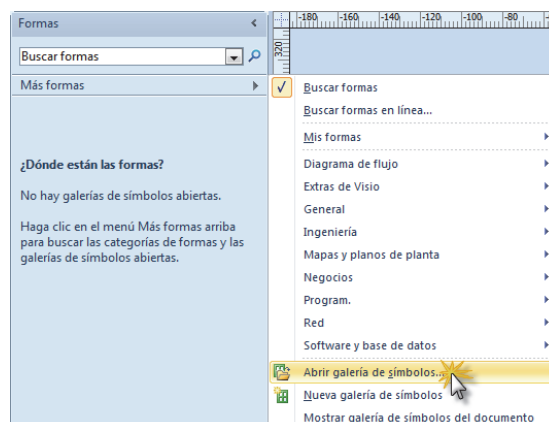 Formas
Buscar formas
Más formas
¿Dónde están las formas?
No hay galerías de símbolos abiertas.
Haga clic en el menú Más formas arriba
para buscar las categorías de formas y las
galerías de símbolos abiertas.
-180 -160 -140 -120 -100 -80
320
Buscar formas
Buscar formas en línea...
Mis formas
Diagrama de flujo
Extras de Visio
General
Ingeniería
Mapas y planos de planta
Negocios
Program.
Red
Software y base de datos
Abrir galería de símbolos...
Nueva galería de símbolos
Mostrar galería de símbolos del documento